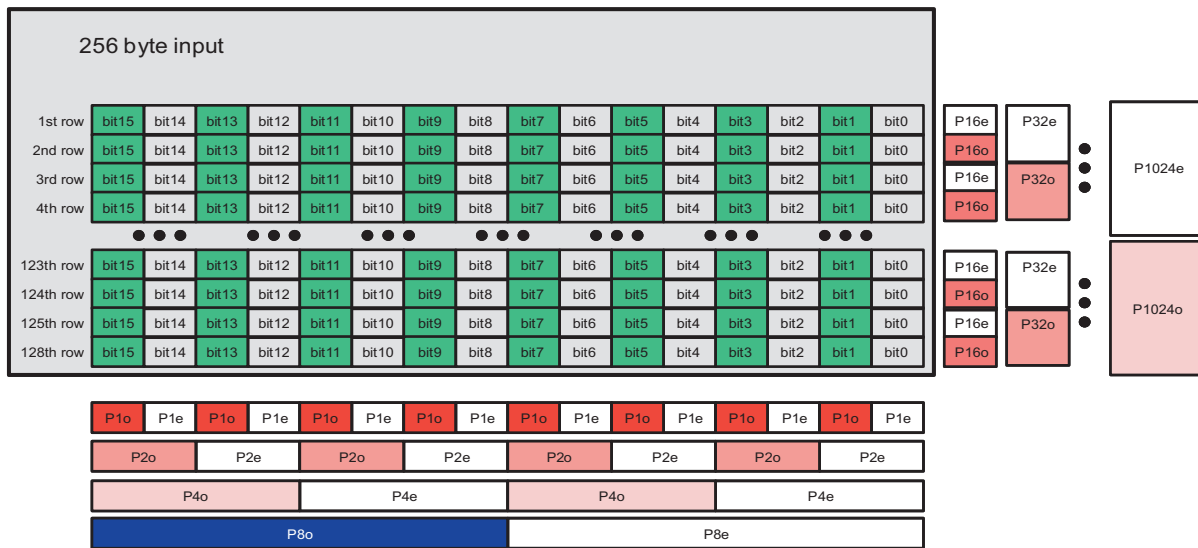 256 byte input
1st row bit15 bit14 bit13 bit12 bit11 bit10 bit9 bit8 bit7 bit6 bit5 bit4 bit3 bit2 bit1 bit0 P16e P32e
2nd row bit15 bit14 bit13 bit12 bit11 bit10 bit9 bit8 bit7 bit6 bit5 bit4 bit3 bit2 bit1 bit0 P16o
3rd row bit15 bit14 bit13 bit12 bit11 bit10 bit9 bit8 bit7 bit6 bit5 bit4 bit3 bit2 bit1 bit0 P16e P32o P1024e
4th row bit15 bit14 bit13 bit12 bit11 bit10 bit9 bit8 bit7 bit6 bit5 bit4 bit3 bit2 bit1 bit0 P16o
123th row bit15 bit14 bit13 bit12 bit11 bit10 bit9 bit8 bit7 bit6 bit5 bit4 bit3 bit2 bit1 bit0 P16e P32e
124th row bit15 bit14 bit13 bit12 bit11 bit10 bit9 bit8 bit7 bit6 bit5 bit4 bit3 bit2 bit1 bit0 P16o
125th row bit15 bit14 bit13 bit12 bit11 bit10 bit9 bit8 bit7 bit6 bit5 bit4 bit3 bit2 bit1 bit0 P16e P32o P1024o
128th row bit15 bit14 bit13 bit12 bit11 bit10 bit9 bit8 bit7 bit6 bit5 bit4 bit3 bit2 bit1 bit0 P16o
P1o P1e P1o P1e P1o P1e P1o P1e P1o P1e P1o P1e P1o P1e P1o P1e
P2o P2e P2o P2e P2o P2e P2o P2e
P4o P4e P4o P4e
P8o P8e